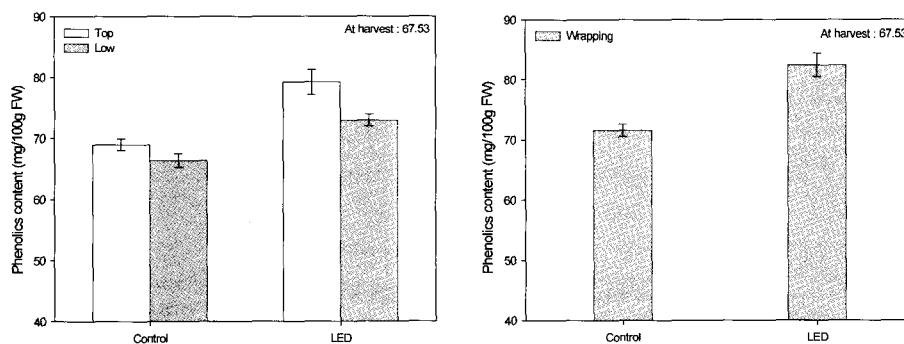 90
80
70
60
50
40
Phenolics content (mg/100g FW)
Top
Low
At harvest : 67.53
Control
LED
90
80
70
60
50
40
Phenolics content (mg/100g FW)
Wrapping
At harvest : 67.53
Control
LED